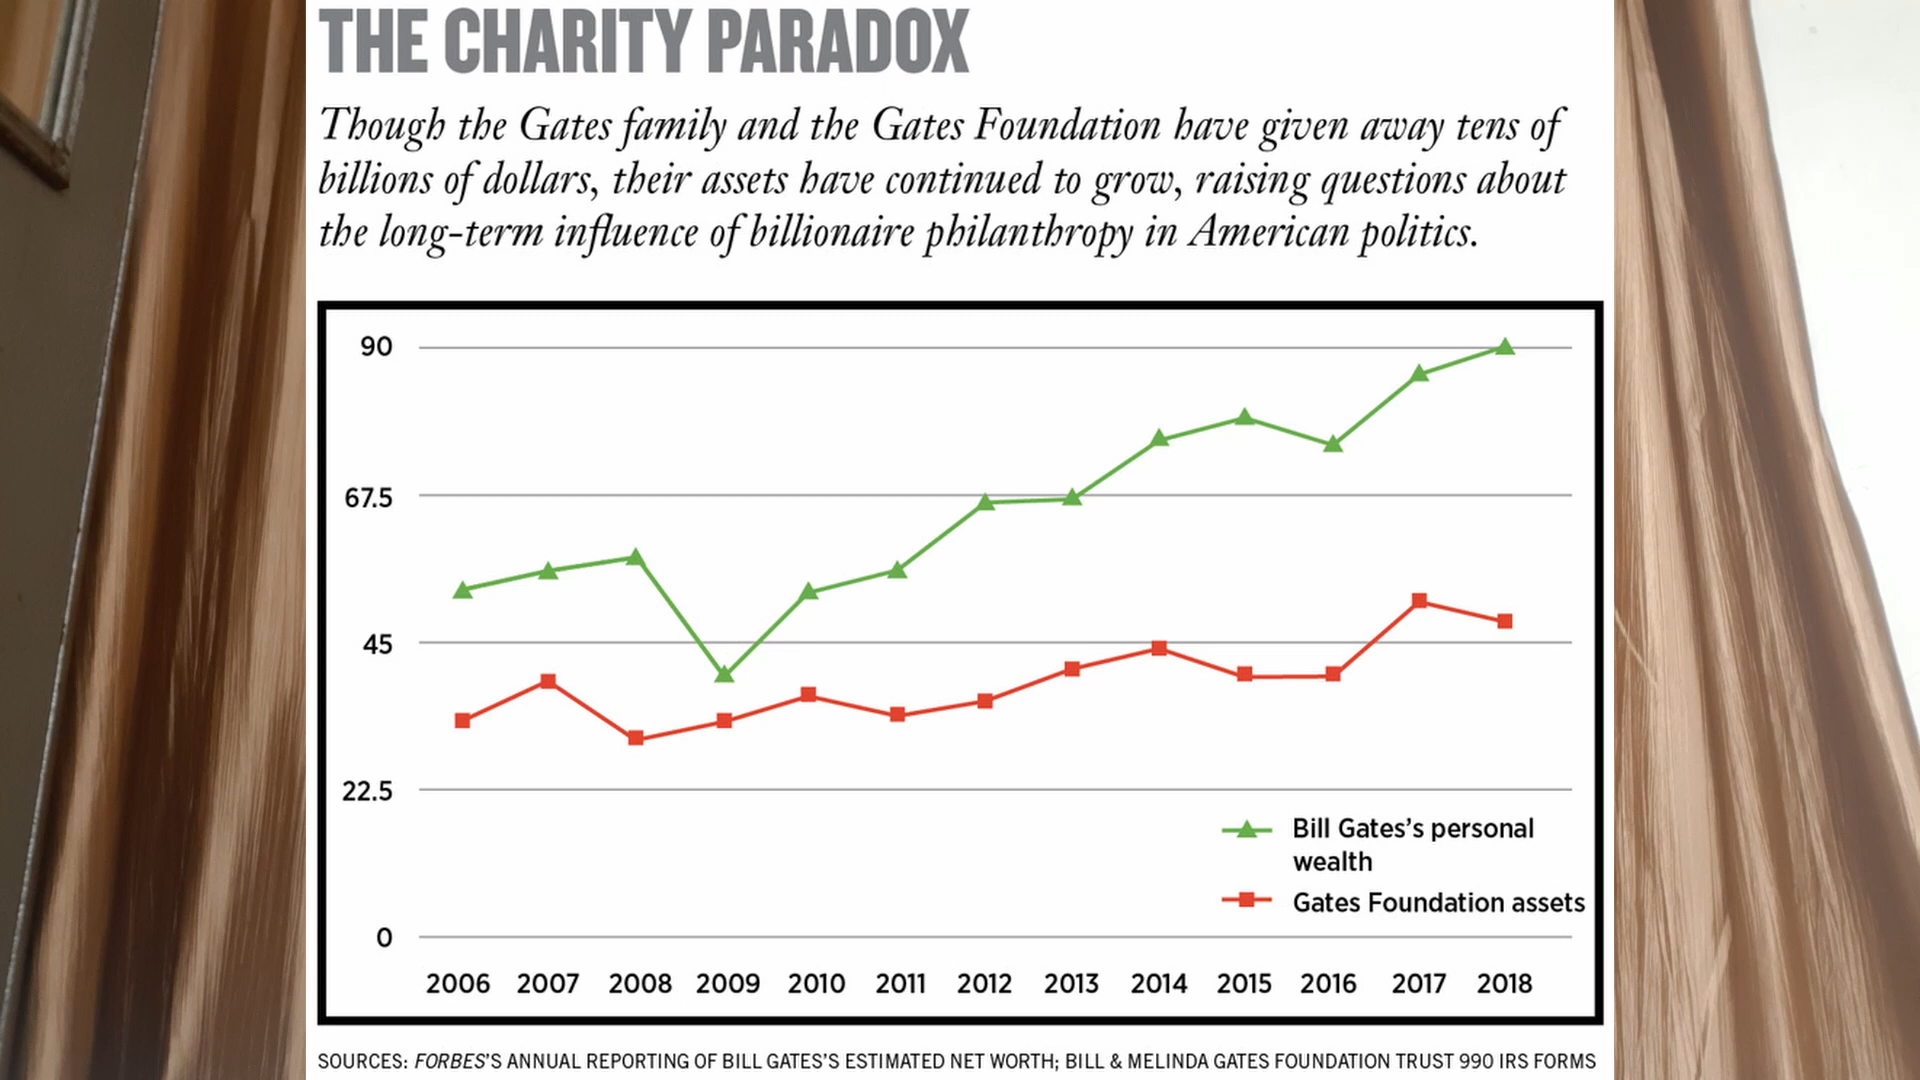 THE CHARITY PARADOX
Though the Gates family and the Gates Foundation have given away tens of
billions of dollars, their assets have continued to grow, raising questions about
the long-term influence of billionaire philanthropy in American politics.
90
67.5
45
22.5
0
Bill Gates's personal
wealth
Gates Foundation assets
2006 2007 2008 2009 2010 2011 2012 2013 2014 2015 2016 2017 2018
SOURCES: FORBES'S ANNUAL REPORTING OF BILL GATES'S ESTIMATED NET WORTH; BILL & MELINDA GATES FOUNDATION TRUST 990 IRS FORMS